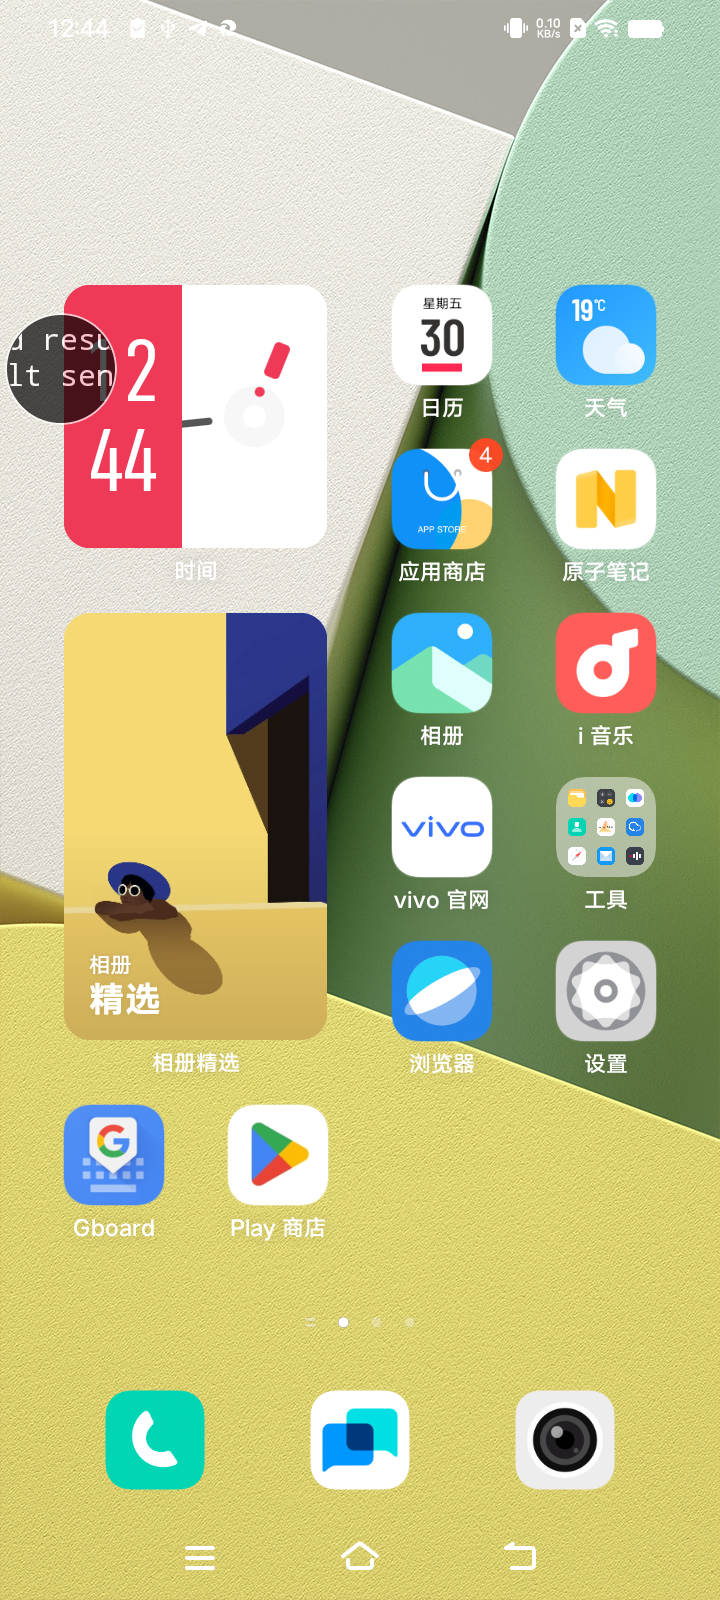 12:44
0.10
KB/s
d resu
lt sen
12
44
时间
星期五
30
日历
19℃
天气
4
APP STORE
应用商店
原子笔记
相册
i 音乐
vivo
vivo 官网
工具
相册
精选
相册精选
浏览器
设置
Gboard
Play 商店